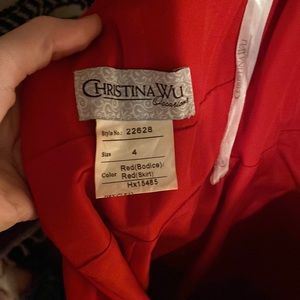 CHRISTINA WU
Occasions
Style No.: 22628
Size 4
Color Red(Bodice)/
Red(Skirt)
Hx15485